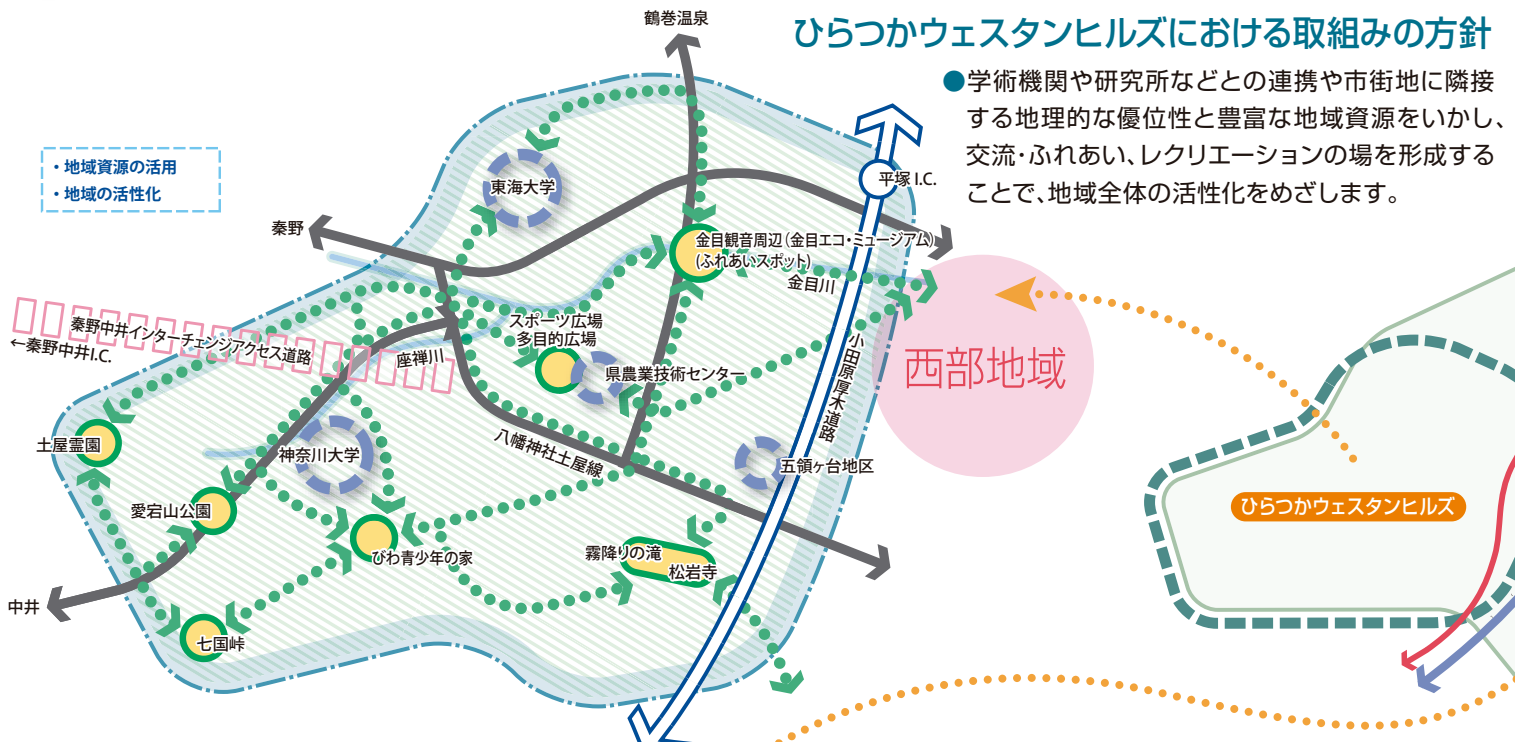 鶴巻温泉
ひらつかウェスタンヒルズにおける取組みの方針
●学術機関や研究所などとの連携や市街地に隣接
する地理的な優位性と豊富な地域資源をいかし、
交流・ふれあい、レクリエーションの場を形成する
ことで、地域全体の活性化をめざします。
・地域資源の活用
・地域の活性化
東海大学
平塚 I.C.
秦野
金目観音周辺(金目エコ・ミュージアム)
(ふれあいスポット)
金目川
秦野中井インターチェンジアクセス道路
←秦野中井I.C.
座禅川
スポーツ広場
多目的広場
県農業技術センター
小田原厚木道路
西部地域
土屋霊園
神奈川大学
八幡神社土屋線
五領ヶ台地区
愛宕山公園
ひらつかウェスタンヒルズ
びわ青少年の家
霧降りの滝
松岩寺
中井
七国峠